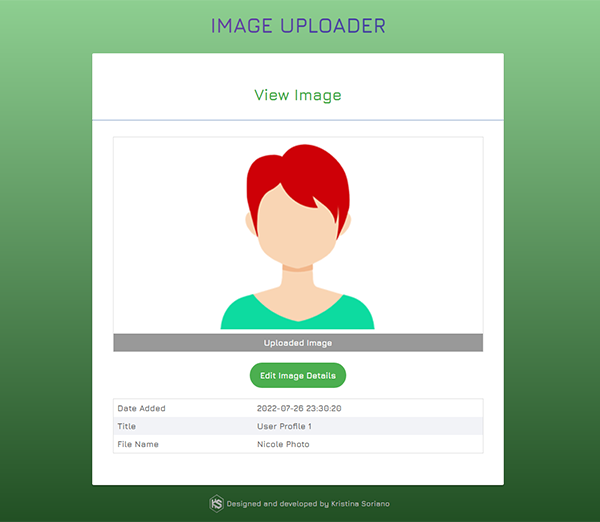 IMAGE UPLOADER
View Image
Uploaded Image
Edit Image Details
Date Added 2022-07-26 23:30:20
Title User Profile 1
File Name Nicole Photo
KS Designed and developed by Kristina Soriano